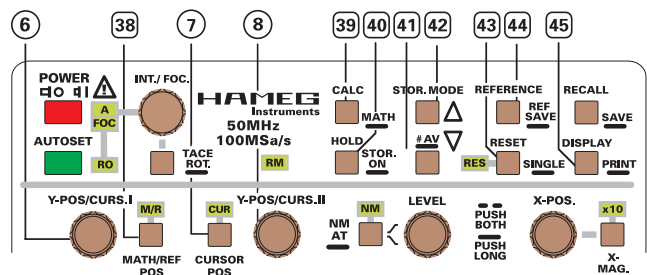 6 38 7 8 39 40 41 42 43 44 45
POWER
INT./ FOC.
A
FOC
AUTOSET
RO
TACE
ROT.
HAMEG
Instruments
50MHz
100MSa/s
RM
CALC
MATH
HOLD
STOR.
ON
STOR. MODE
# AV
REFERENCE
REF
SAVE
RES
RESET
SINGLE
RECALL
SAVE
DISPLAY
PRINT
Y-POS/CURS.I
M/R
MATH/REF
POS
CUR
CURSOR
POS
Y-POS/CURS.II
NM
AT
NM
LEVEL
PUSH
BOTH
PUSH
LONG
X-POS.
x10
X-
MAG.